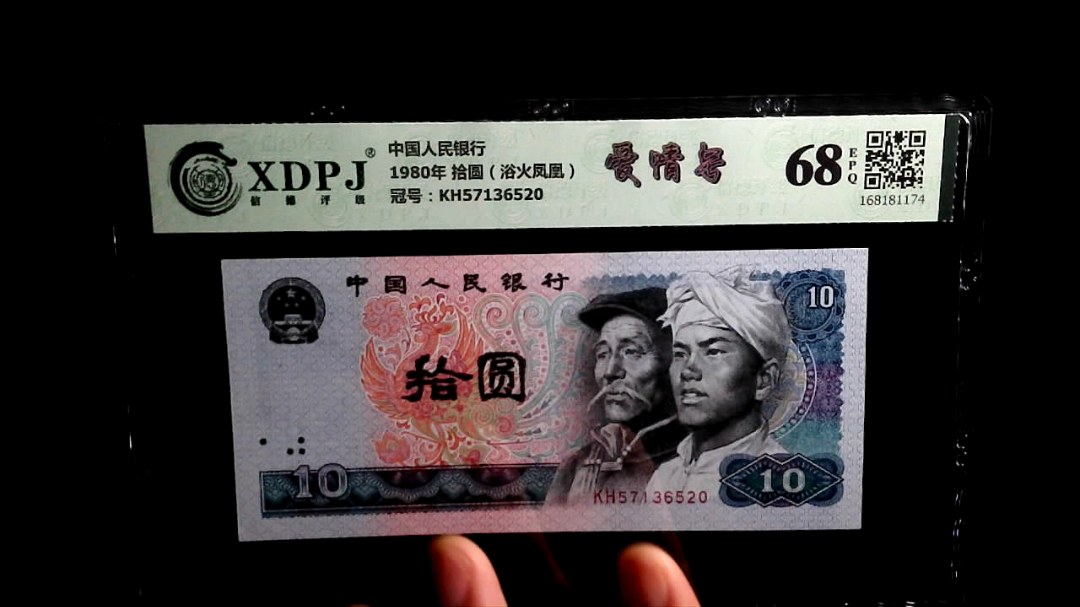 XDPJ®
信德评级
中国人民银行
1980年 拾圆（浴火凤凰）
冠号：KH57136520
爱情号
68
EPQ
168181174
中国人民银行
10
拾圆
10
KH57136520
10